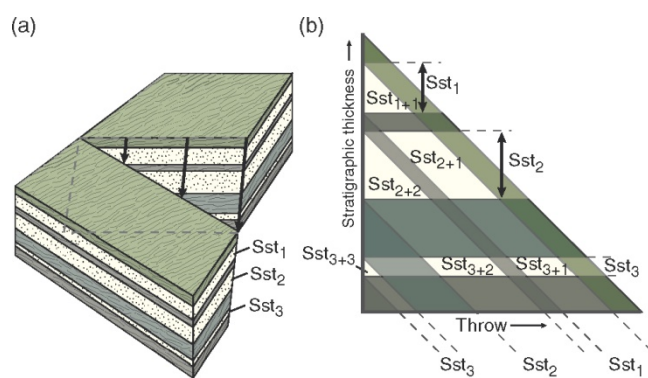 (a)
Sst1
Sst2
Sst3
(b)
Stratigraphic thickness
Sst1+1
Sst1
Sst2+1
Sst2
Sst2+2
Sst3+3
Sst3+2
Sst3+1
Sst3
Throw
Sst3
Sst2
Sst1